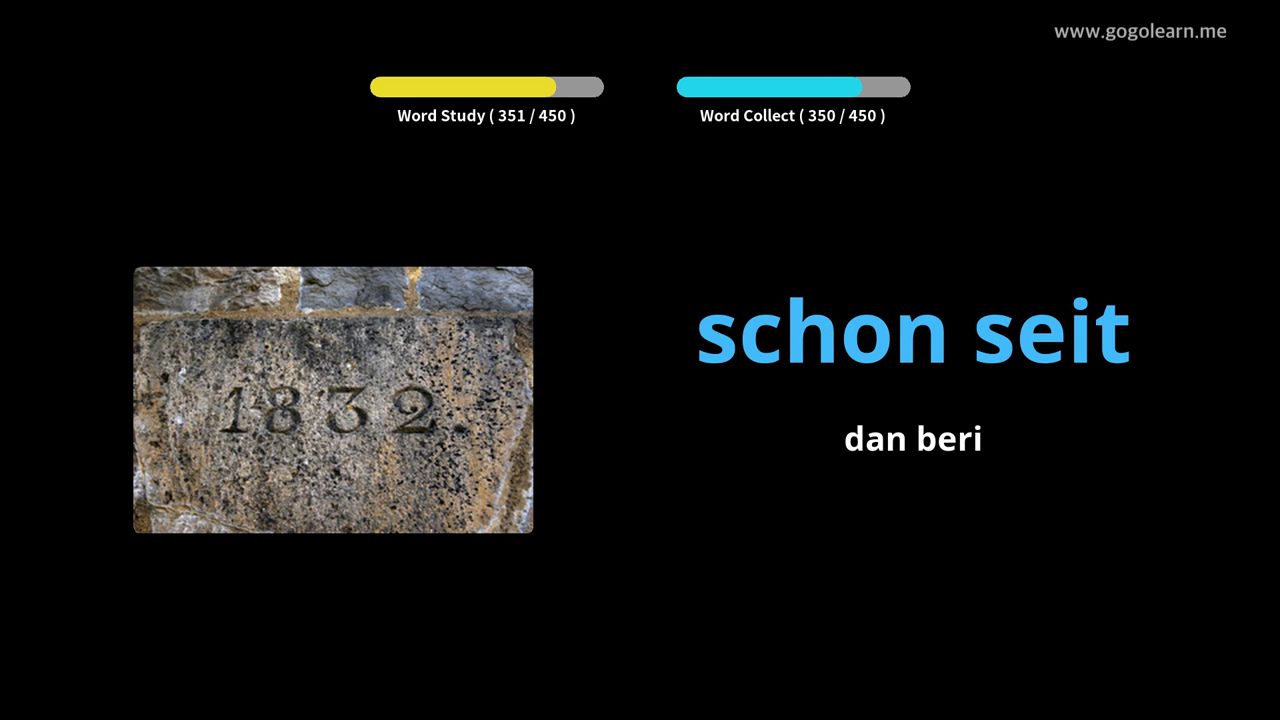 www.gogolearn.me
Word Study ( 351 / 450 )
Word Collect ( 350 / 450 )
1832.
schon seit
dan beri